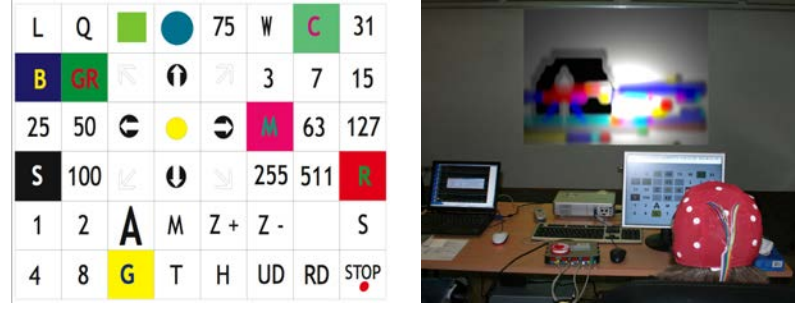 L Q 75 W C 31
B GR 3 7 15
25 50 M 63 127
S 100 255 511 R
1 2 A M Z + Z - S
4 8 G T H UD RD STOP